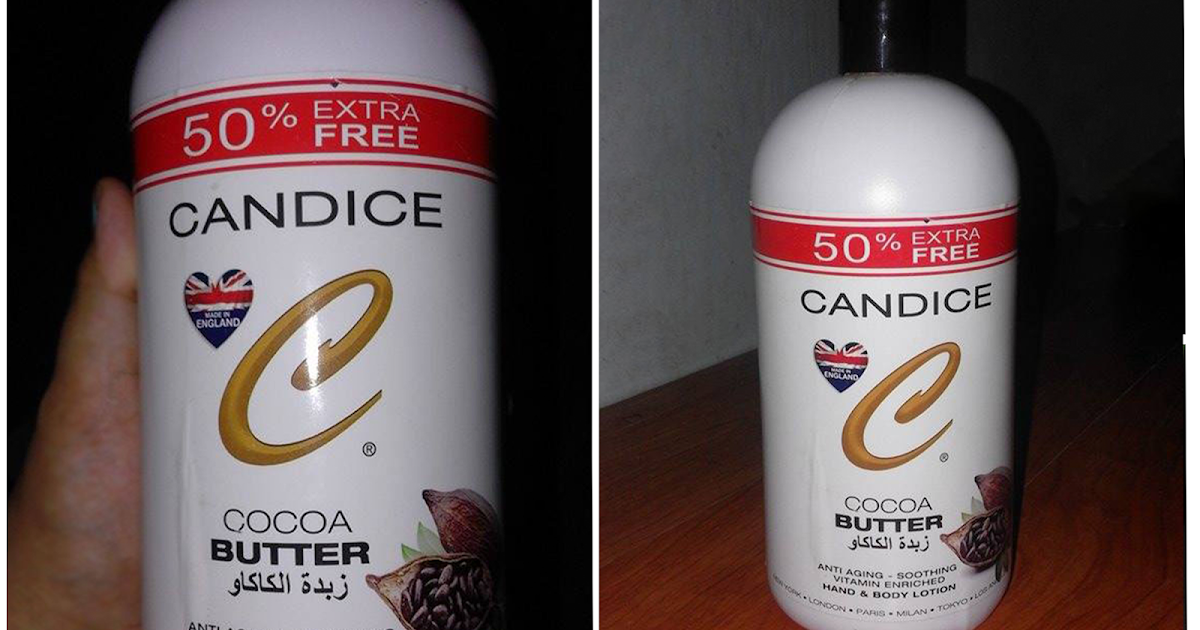 50% EXTRA FREE
CANDICE
MADE IN
ENGLAND
C
®
COCOA
BUTTER
زبدة الكاكاو
50% EXTRA FREE
CANDICE
MADE IN
ENGLAND
C
®
COCOA
BUTTER
زبدة الكاكاو
ANTI AGING - SOOTHING
VITAMIN ENRICHED
HAND & BODY LOTION
YORK • LONDON • PARIS • MILAN • TOKYO • LOS